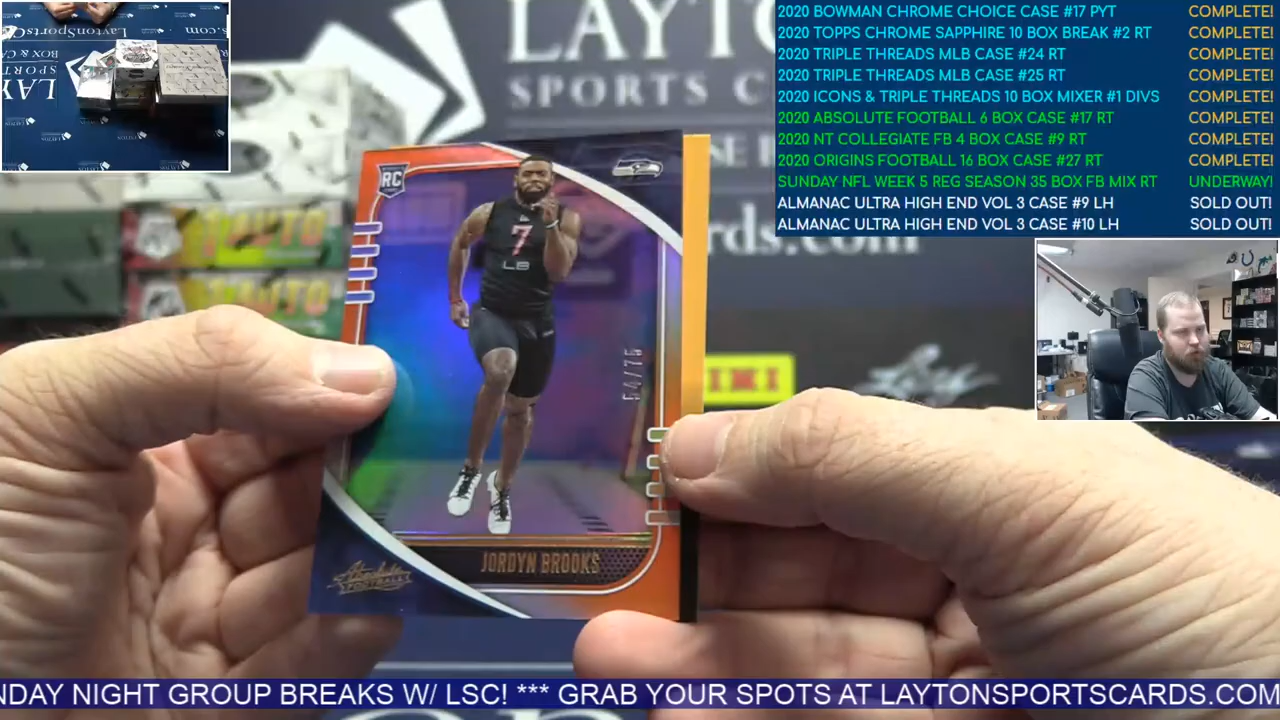 2020 BOWMAN CHROME CHOICE CASE #17 PYT COMPLETE!
2020 TOPPS CHROME SAPPHIRE 10 BOX BREAK #2 RT COMPLETE!
2020 TRIPLE THREADS MLB CASE #24 RT COMPLETE!
2020 TRIPLE THREADS MLB CASE #25 RT COMPLETE!
2020 ICONS & TRIPLE THREADS 10 BOX MIXER #1 DIVS COMPLETE!
2020 ABSOLUTE FOOTBALL 6 BOX CASE #17 RT COMPLETE!
2020 NT COLLEGIATE FB 4 BOX CASE #9 RT COMPLETE!
2020 ORIGINS FOOTBALL 16 BOX CASE #27 RT COMPLETE!
SUNDAY NFL WEEK 5 REG SEASON 35 BOX FB MIX RT UNDERWAY!
ALMANAC ULTRA HIGH END VOL 3 CASE #9 LH SOLD OUT!
ALMANAC ULTRA HIGH END VOL 3 CASE #10 LH SOLD OUT!
LAYTO
SPORTS C
rds.com
AUTO
AUTO
INI
Leaf
RC
7
LB
54/75
JORDYN BROOKS
Absolute
FOOTBALL
NDAY NIGHT GROUP BREAKS W/ LSC! *** GRAB YOUR SPOTS AT LAYTONSPORTSCARDS.COM